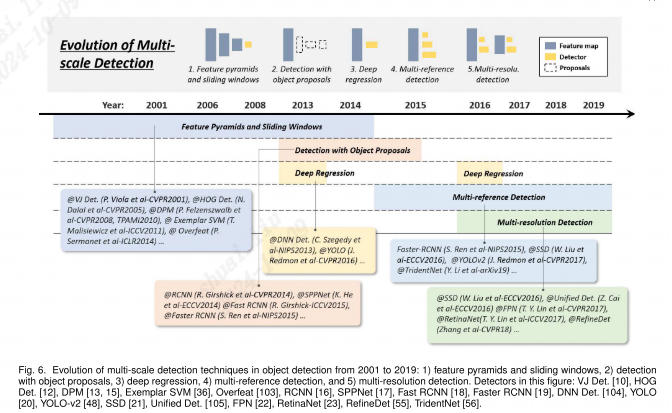 Evolution of Multi-
scale Detection
1. Feature pyramids
and sliding windows
2. Detection with
object proposals
3. Deep
regression
4. Multi-reference
detection
5.Multi-resolu.
detection
Feature map
Detector
Proposals
Year: 2001 2006 2008 2013 2014 2015 2016 2017 2018 2019
Feature Pyramids and Sliding Windows
Detection with Object Proposals
Deep Regression Deep Regression
Multi-reference Detection
Multi-resolution Detection
@VJ Det. (P. Viola et al-CVPR2001), @HOG Det. (N.
Dalal et al-CVPR2005), @DPM (P. Felzenszwalb et
al-CVPR2008, TPAMI2010), @ Exemplar SVM (T.
Malisiewicz et al-ICCV2011), @ Overfeat (P.
Sermanet et al-ICLR2014) ...
@DNN Det. (C. Szegedy et
al-NIPS2013), @YOLO (J.
Redmon et al-CVPR2016) ...
Faster-RCNN (S. Ren et al-NIPS2015), @SSD (W. Liu et
al-ECCV2016), @YOLOv2 (J. Redmon et al-CVPR2017),
@TridentNet (Y. Li et al-arXiv19) ...
@RCNN (R. Girshick et al-CVPR2014), @SPPNet (K. He
et al-ECCV2014) @Fast RCNN (R. Girshick-ICCV2015),
@Faster RCNN (S. Ren et al-NIPS2015) ...
@SSD (W. Liu et al-ECCV2016), @Unified Det. (Z. Cai
et al-ECCV2016) @FPN (T. Y. Lin et al-CVPR2017),
@RetinaNet(T. Y. Lin et al-ICCV2017), @RefineDet
(Zhang et al-CVPR18) ...
Fig. 6. Evolution of multi-scale detection techniques in object detection from 2001 to 2019: 1) feature pyramids and sliding windows, 2) detection
with object proposals, 3) deep regression, 4) multi-reference detection, and 5) multi-resolution detection. Detectors in this figure: VJ Det. [10], HOG
Det. [12], DPM [13, 15], Exemplar SVM [36], Overfeat [103], RCNN [16], SPPNet [17], Fast RCNN [18], Faster RCNN [19], DNN Det. [104], YOLO
[20], YOLO-v2 [48], SSD [21], Unified Det. [105], FPN [22], RetinaNet [23], RefineDet [55], TridentNet [56].